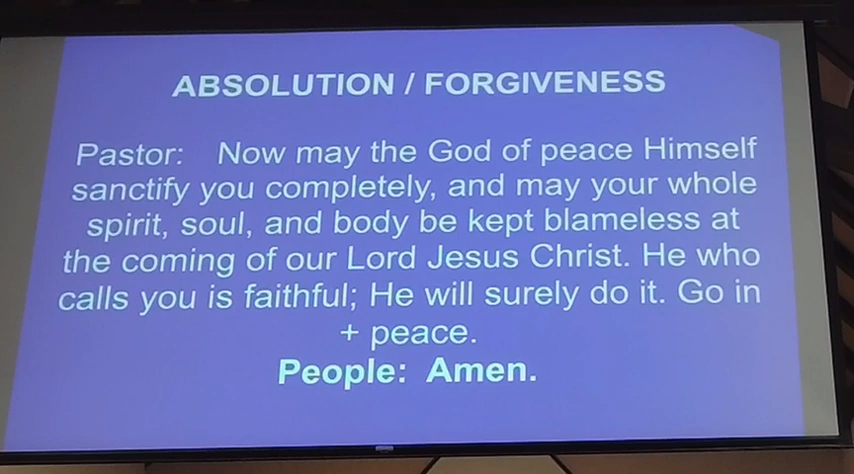 ABSOLUTION / FORGIVENESS
Pastor: Now may the God of peace Himself
sanctify you completely, and may your whole
spirit, soul, and body be kept blameless at
the coming of our Lord Jesus Christ. He who
calls you is faithful; He will surely do it. Go in
+ peace.
People: Amen.